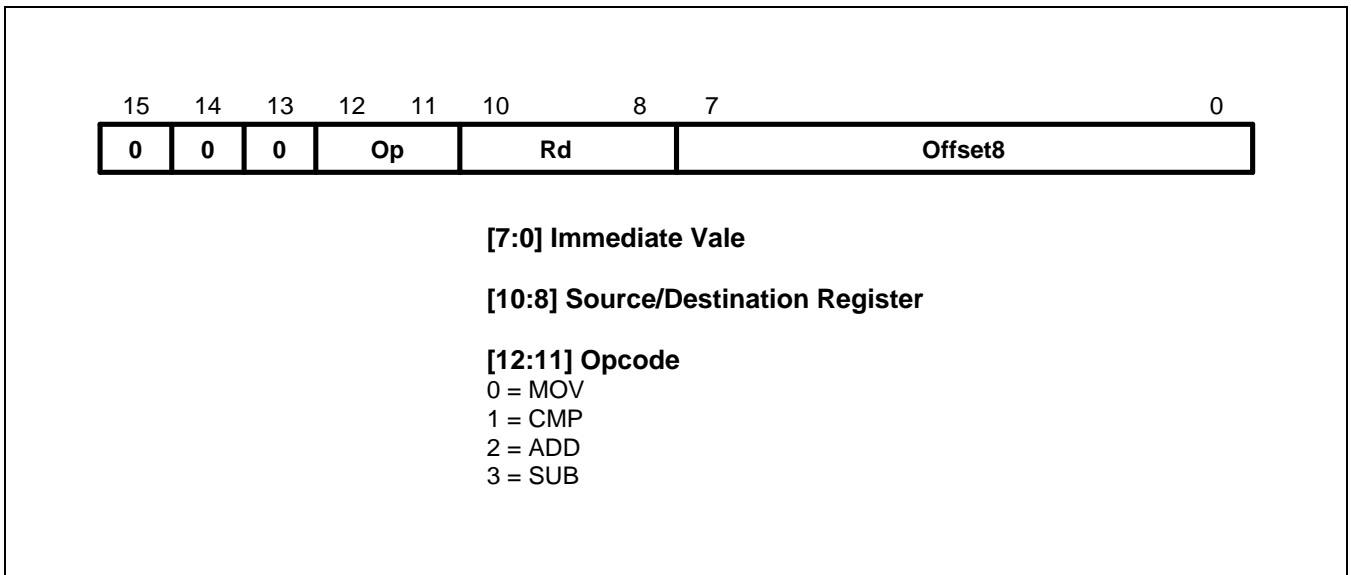 15 14 13 12 11 10 8 7 0
0 0 0 Op Rd Offset8
[7:0] Immediate Vale
[10:8] Source/Destination Register
[12:11] Opcode
0 = MOV
1 = CMP
2 = ADD
3 = SUB